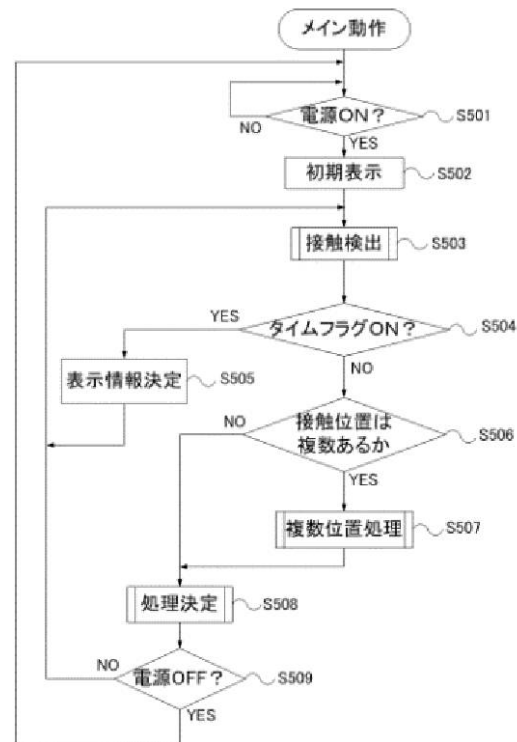 メイン動作
電源ON?
S501
NO
YES
初期表示
S502
接触検出
S503
YES
タイムフラグON?
S504
NO
表示情報決定
S505
NO
接触位置は
複数あるか
S506
YES
複数位置処理
S507
処理決定
S508
NO
電源OFF?
S509
YES